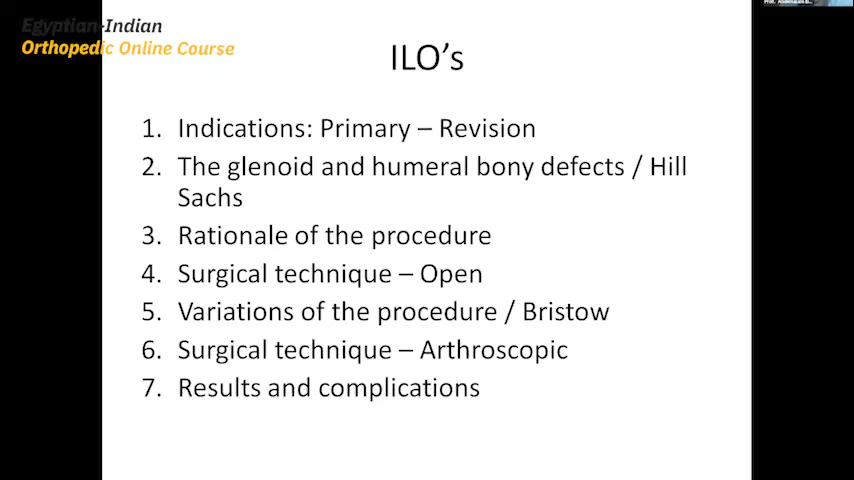 Egyptian-Indian
Orthopedic Online Course
ILO's
1. Indications: Primary – Revision
2. The glenoid and humeral bony defects / Hill
Sachs
3. Rationale of the procedure
4. Surgical technique – Open
5. Variations of the procedure / Bristow
6. Surgical technique – Arthroscopic
7. Results and complications